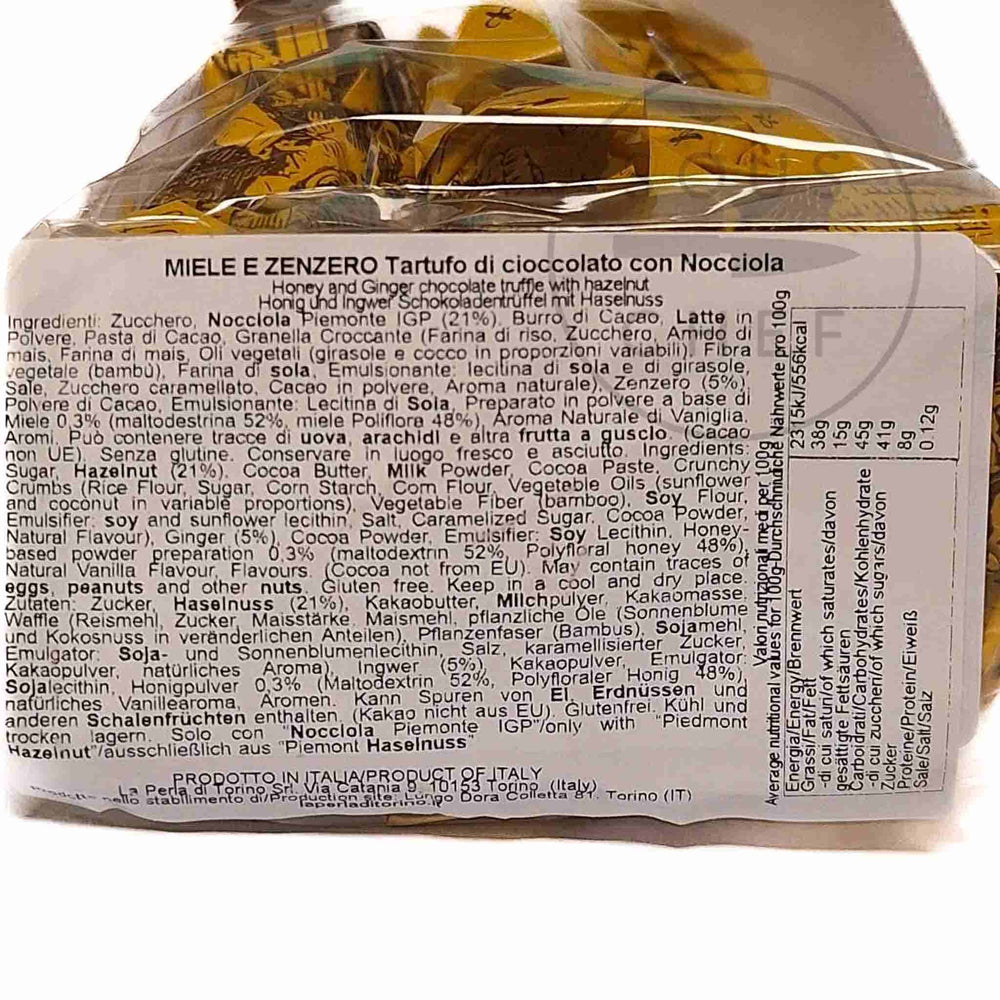 MIELE E ZENZERO Tartufo di cioccolato con Nocciola
Honey and Ginger chocolate truffle with hazelnut
Honig und Ingwer Schokoladentrüffel mit Haselnuss
Ingredienti: Zucchero, Nocciola Piemonte IGP (21%), Burro di Cacao, Latte in
Polvere, Pasta di Cacao, Granella Croccante (Farina di riso, Zucchero, Amido di
mais, Farina di mais, Oli vegetali (girasole e cocco in proporzioni variabili), Fibra
vegetale (bambù), Farina di soia, Emulsionante: lecitina di soia e di girasole,
Sale, Zucchero caramellato, Cacao in polvere, Aroma naturale), Zenzero (5%),
Polvere di Cacao, Emulsionante: Lecitina di Soia, Preparato in polvere a base di
Miele 0,3% (maltodestrina 52%, miele Poliflora 48%), Aroma Naturale di Vaniglia,
Aromi. Può contenere tracce di uova, arachidi e altra frutta a guscio. (Cacao
non UE). Senza glutine. Conservare in luogo fresco e asciutto. Ingredients:
Sugar, Hazelnut (21%), Cocoa Butter, Milk Powder, Cocoa Paste, Crunchy
Crumbs (Rice Flour, Sugar, Corn Starch, Corn Flour, Vegetable Oils (sunflower
and coconut in variable proportions), Vegetable Fiber (bamboo), Soy Flour,
Emulsifier: soy and sunflower lecithin, Salt, Caramelized Sugar, Cocoa Powder,
Natural Flavour), Ginger (5%), Cocoa Powder, Emulsifier: Soy Lecithin, Honey-
based powder preparation 0,3% (maltodextrin 52%, Polyfloral honey 48%),
Natural Vanilla Flavour, Flavours. (Cocoa not from EU). May contain traces of
eggs, peanuts and other nuts. Gluten free. Keep in a cool and dry place.
Zutaten: Zucker, Haselnuss (21%), Kakaobutter, Milchpulver, Kakaomasse,
Waffle (Reismehl, Zucker, Maisstärke, Maismehl, pflanzliche Öle (Sonnenblume
und Kokosnuss in veränderlichen Anteilen), Pflanzenfaser (Bambus), Sojamehl,
Emulgator: Soja- und Sonnenblumenlecithin, Salz, karamellisierter Zucker,
Kakaopulver, natürliches Aroma), Ingwer (5%), Kakaopulver, Emulgator:
Sojalecithin, Honigpulver 0,3% (Maltodextrin 52%, Polyfloraler Honig 48%),
natürliches Vanillearoma, Aromen. Kann Spuren von Ei, Erdnüssen und
anderen Schalenfrüchten enthalten. (Kakao nicht aus EU). Glutenfrei. Kühl und
trocken lagern. Solo con "Nocciola Piemonte IGP"/only with "Piedmont
Hazelnut"/ausschließlich aus "Piemont Haselnuss"
PRODOTTO IN ITALIA/PRODUCT OF ITALY
La Perla di Torino Srl. Via Catania 9, 10153 Torino (Italy)
nello stabilimento di/Production site: Lungo Dora Colletta 81. Torino (IT)
laperladitorino.it
Valori nutrizionali medi per 100g
Average nutritional values for 100g-Durchschnittliche Nährwerte pro 100g
Energia/Energy/Brennwert 2315kJ/556kcal
Grassi/Fat/Fett 38g
-di cui saturi/of which saturates/davon 15g
gesättigte Fettsäuren
Carboidrati/Carbohydrates/Kohlenhydrate 45g
-di cui zuccheri/of which sugars/davon 41g
Zucker
Proteine/Protein/Eiweiß 8g
Sale/Salt/Salz 0.12g